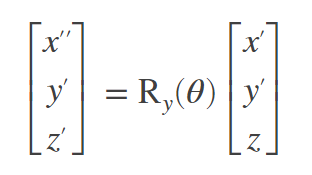 [x′′ y′ z′] = R_y(θ) [x′ y′ z]